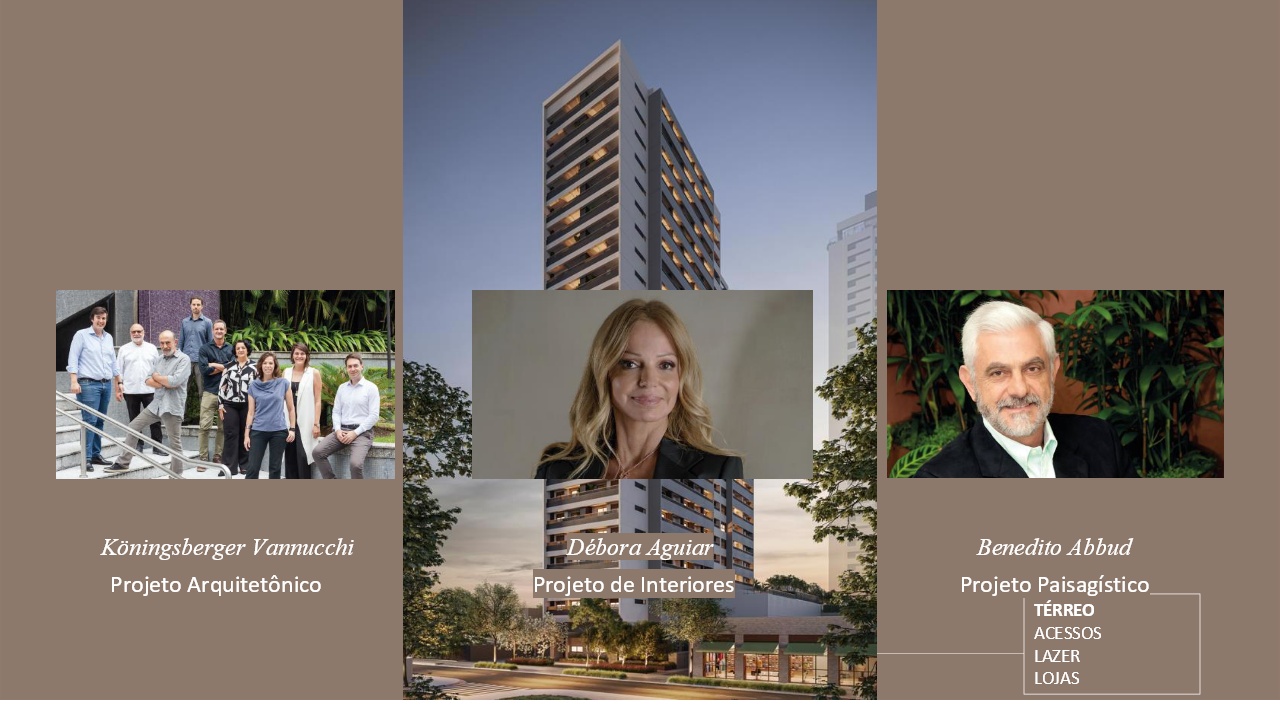 Köningsberger Vannucchi
Projeto Arquitetônico
Débora Aguiar
Projeto de Interiores
Benedito Abbud
Projeto Paisagístico
TÉRREO
ACESSOS
LAZER
LOJAS